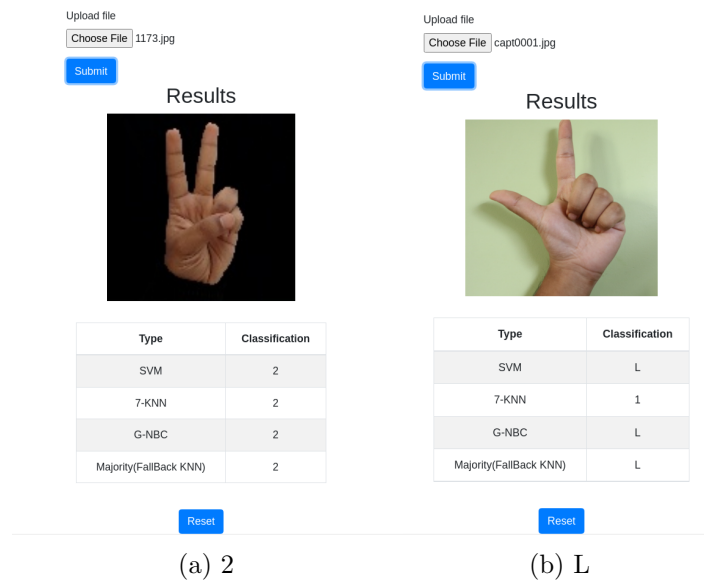 Upload file
Choose File 1173.jpg
Submit
Results
Type Classification
SVM 2
7-KNN 2
G-NBC 2
Majority(FallBack KNN) 2
Reset
(a) 2
Upload file
Choose File capt0001.jpg
Submit
Results
Type Classification
SVM L
7-KNN 1
G-NBC L
Majority(FallBack KNN) L
Reset
(b) L